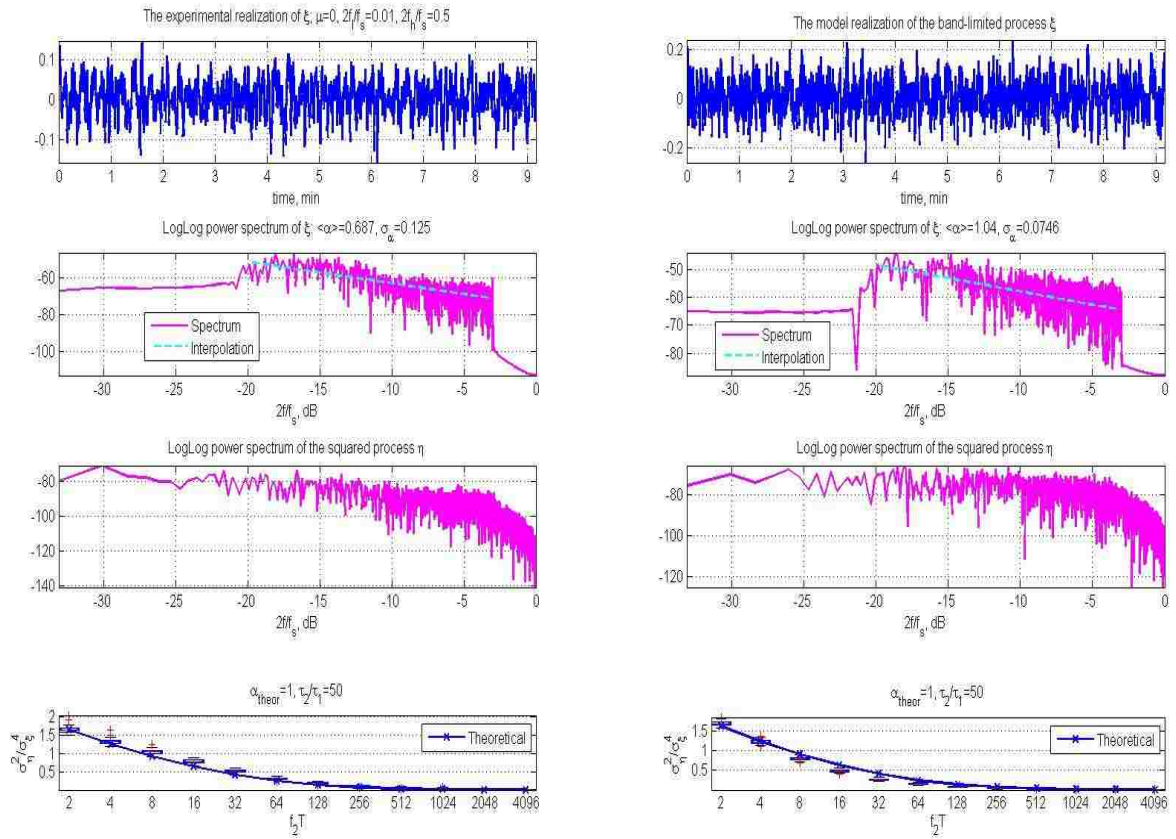 The experimental realization of ξ; μ=0, 2f_l/f_s=0.01, 2f_h/f_s=0.5
0.1
0
-0.1
0 1 2 3 4 5 6 7 8 9
time, min
LogLog power spectrum of ξ: <α>=0.687, σ_α=0.125
-60
-80
-100
Spectrum
Interpolation
-30 -25 -20 -15 -10 -5 0
2f/f_s, dB
LogLog power spectrum of the squared process η
-80
-100
-120
-140
-30 -25 -20 -15 -10 -5 0
2f/f_s, dB
α_theor=1, τ_2/τ_1=50
σ_η^2/σ_ξ^4
2
1.5
1
0.5
Theoretical
2 4 8 16 32 64 128 256 512 1024 2048 4096
f_2T
The model realization of the band-limited process ξ
0.2
0
-0.2
0 1 2 3 4 5 6 7 8 9
time, min
LogLog power spectrum of ξ: <α>=1.04, σ_α=0.0746
-50
-60
-70
-80
Spectrum
Interpolation
-30 -25 -20 -15 -10 -5 0
2f/f_s, dB
LogLog power spectrum of the squared process η
-80
-100
-120
-30 -25 -20 -15 -10 -5 0
2f/f_s, dB
α_theor=1, τ_2/τ_1=50
σ_η^2/σ_ξ^4
1.5
1
0.5
Theoretical
2 4 8 16 32 64 128 256 512 1024 2048 4096
f_2T